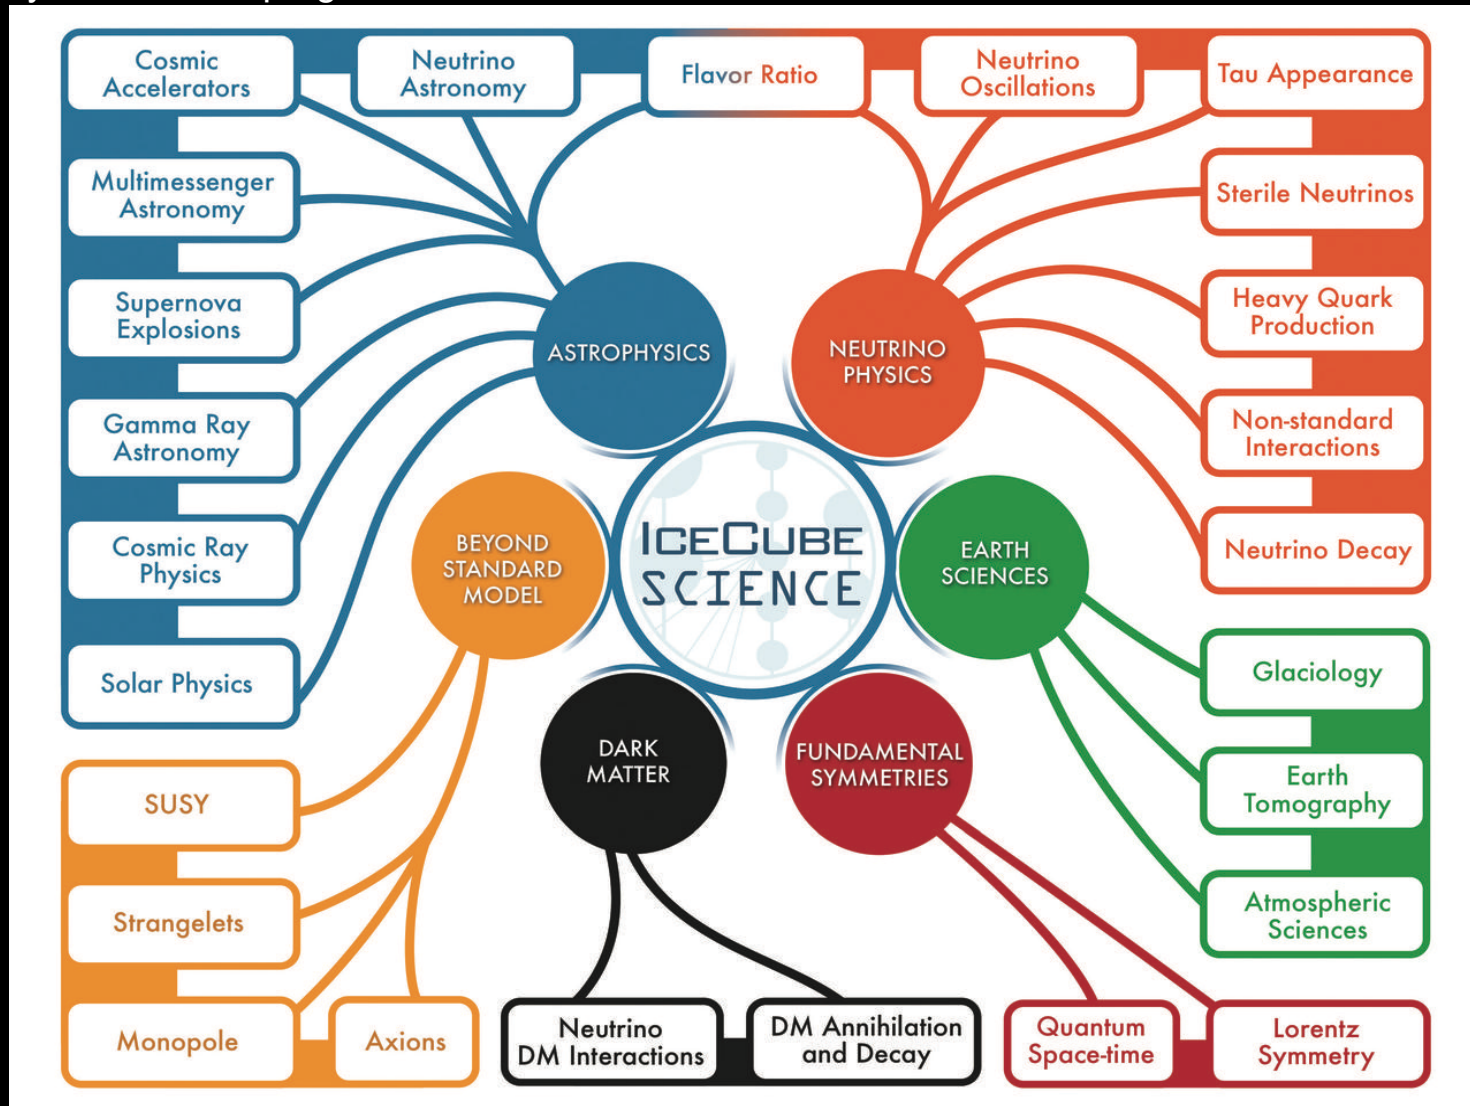 Cosmic
Accelerators
Neutrino
Astronomy
Flavor Ratio
Neutrino
Oscillations
Tau Appearance
Multimessenger
Astronomy
Sterile Neutrinos
Supernova
Explosions
Heavy Quark
Production
ASTROPHYSICS
NEUTRINO
PHYSICS
Gamma Ray
Astronomy
Non-standard
Interactions
Cosmic Ray
Physics
BEYOND
STANDARD
MODEL
ICECUBE
SCIENCE
EARTH
SCIENCES
Neutrino Decay
Solar Physics
Glaciology
DARK
MATTER
FUNDAMENTAL
SYMMETRIES
SUSY
Earth
Tomography
Strangelets
Atmospheric
Sciences
Monopole
Axions
Neutrino
DM Interactions
DM Annihilation
and Decay
Quantum
Space-time
Lorentz
Symmetry